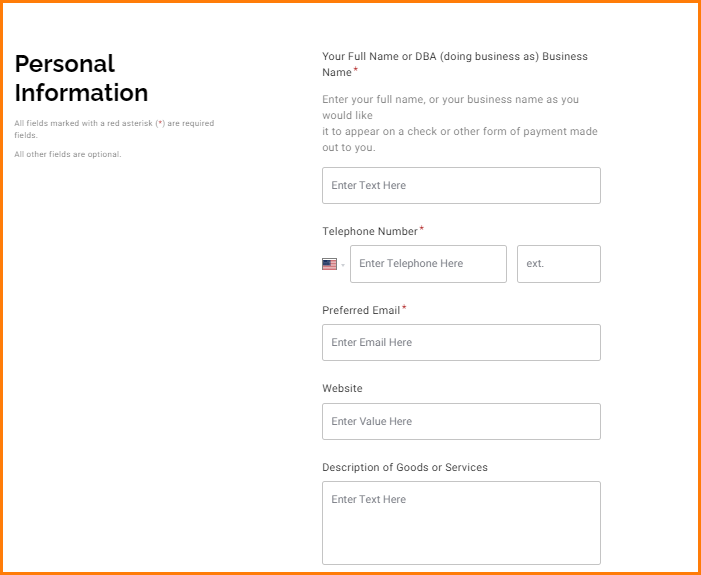 Personal
Information
All fields marked with a red asterisk (*) are required
fields.
All other fields are optional.
Your Full Name or DBA (doing business as) Business
Name*
Enter your full name, or your business name as you
would like
it to appear on a check or other form of payment made
out to you.
Enter Text Here
Telephone Number*
Enter Telephone Here
ext.
Preferred Email*
Enter Email Here
Website
Enter Value Here
Description of Goods or Services
Enter Text Here